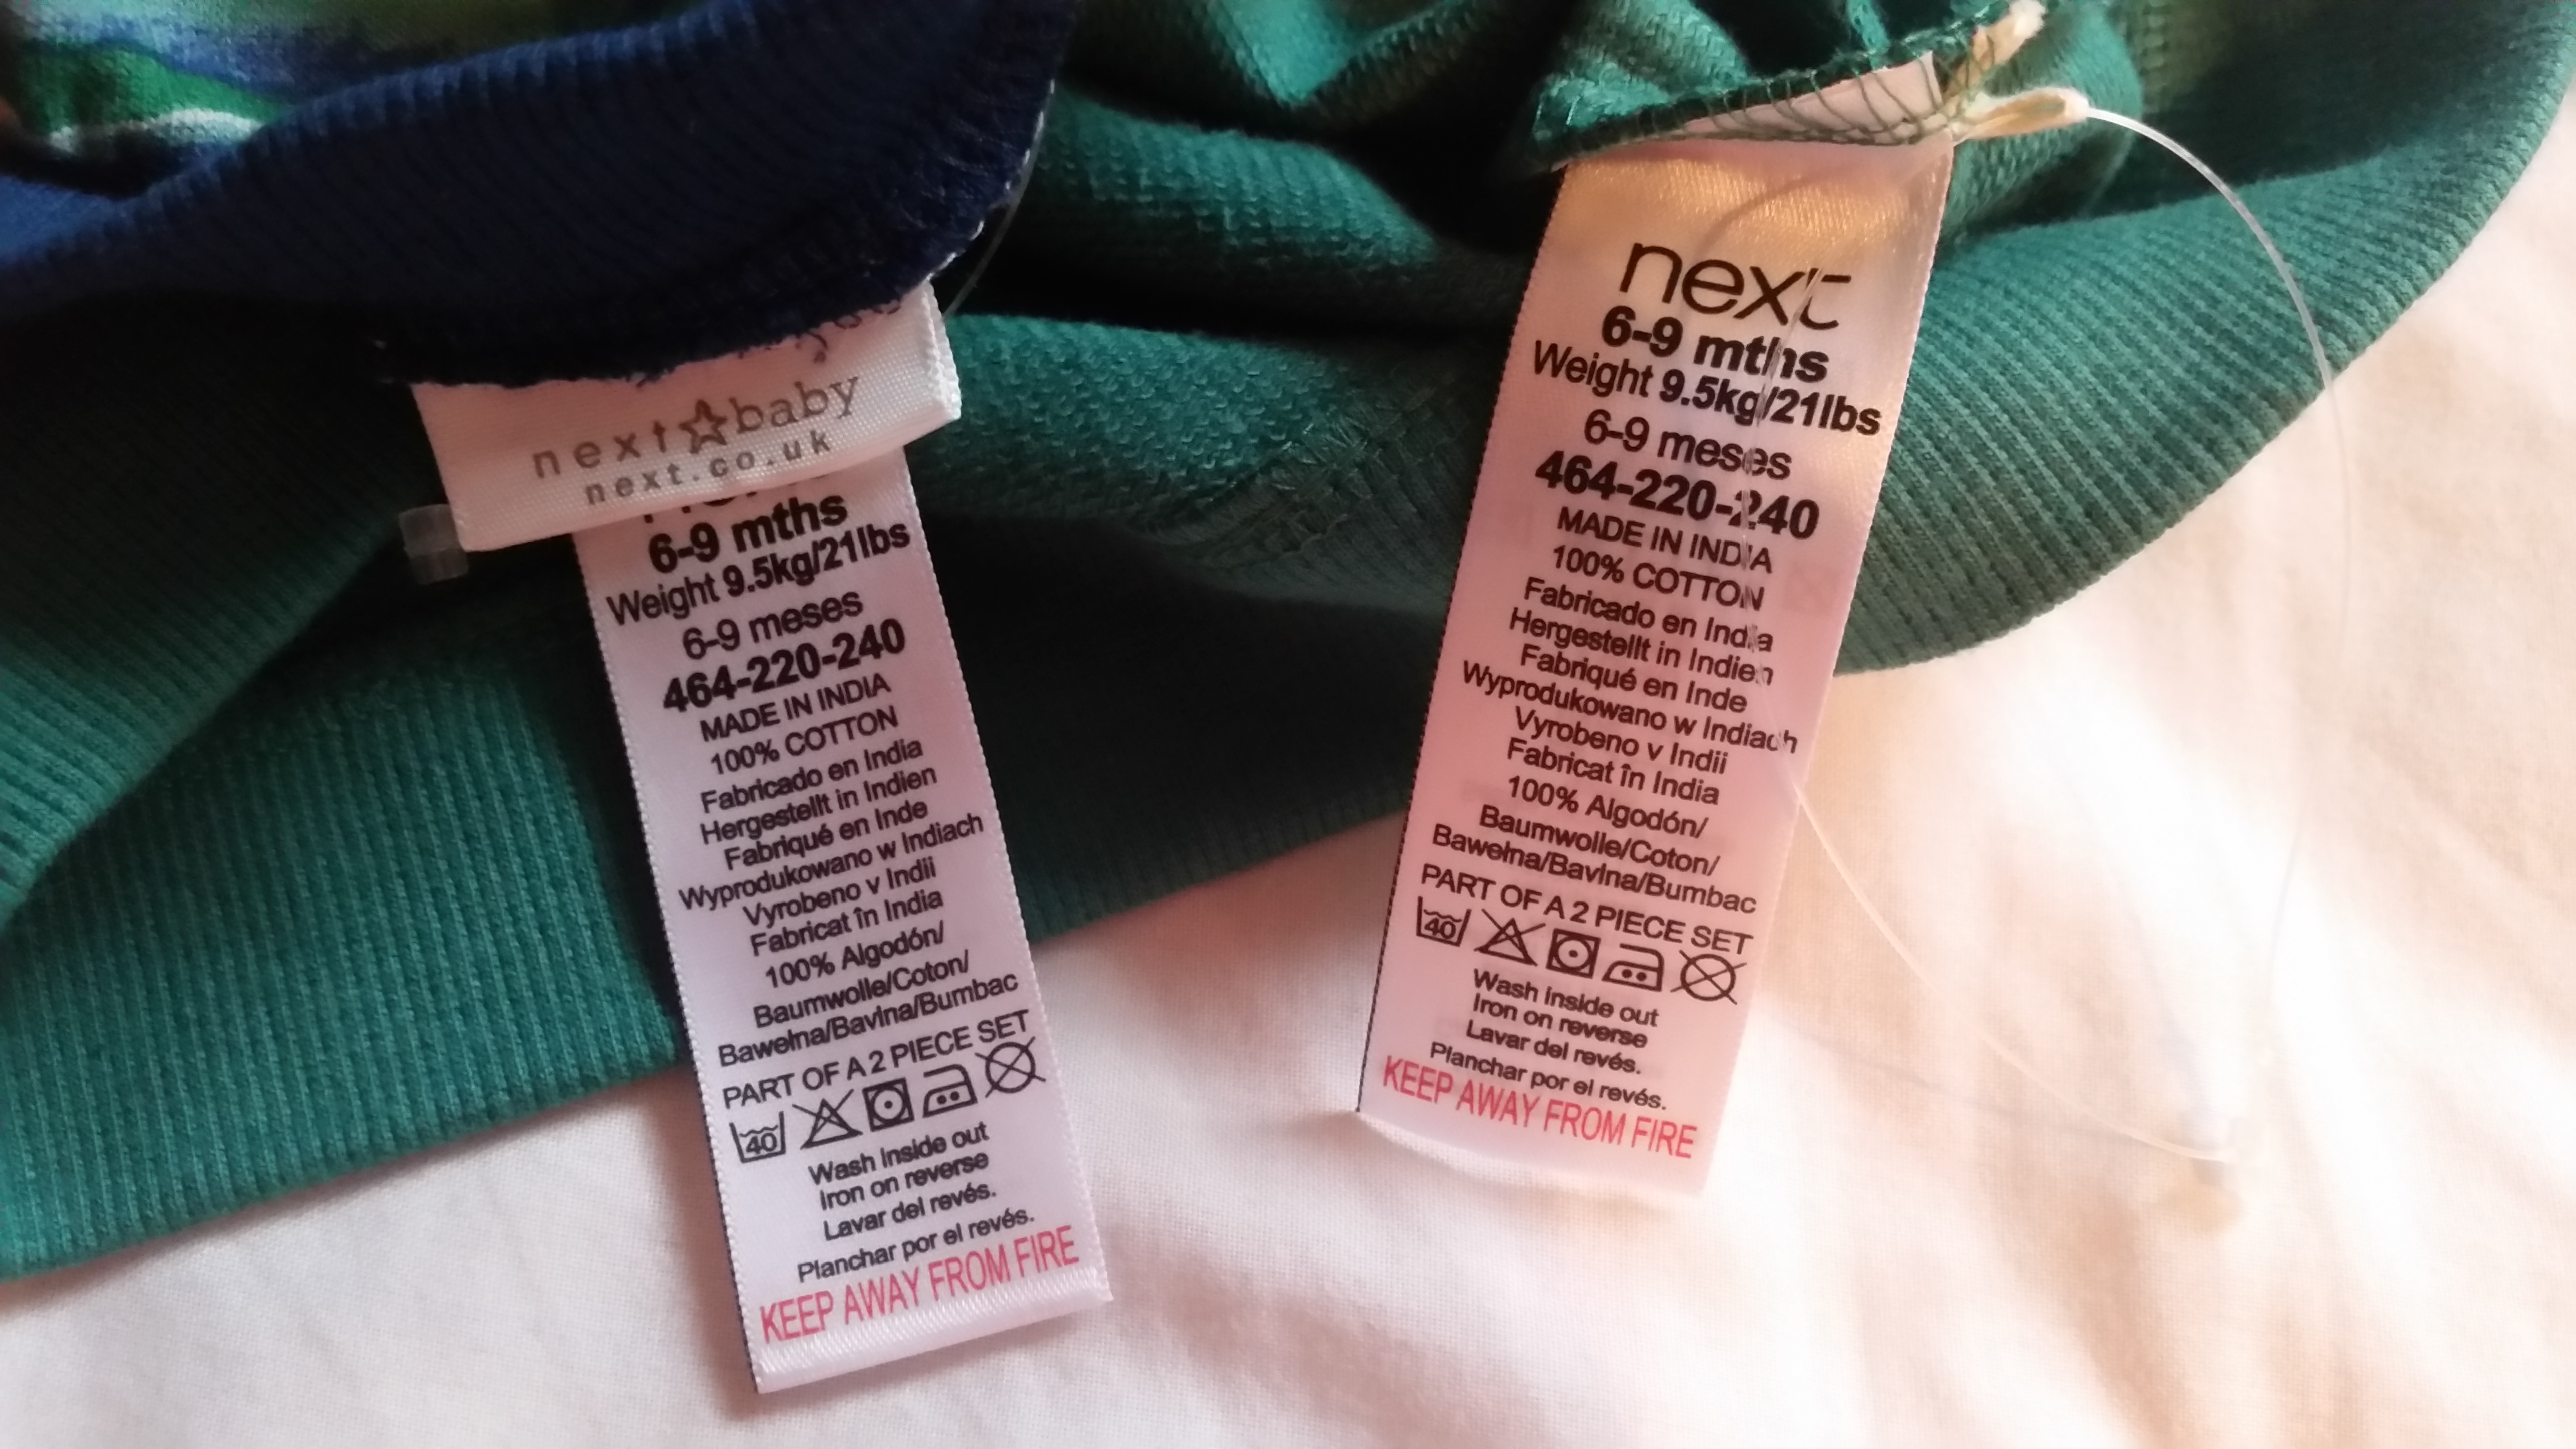 next☆baby
next.co.uk
6-9 mths
Weight 9.5kg/21lbs
6-9 meses
464-220-240
MADE IN INDIA
100% COTTON
Fabricado en India
Hergestellt in Indien
Fabriqué en Inde
Wyprodukowano w Indiach
Vyrobeno v Indii
Fabricat în India
100% Algodón/
Baumwolle/Coton/
Bawełna/Bavlna/Bumbac
PART OF A 2 PIECE SET
40
Wash inside out
Iron on reverse
Lavar del revés.
Planchar por el revés.
KEEP AWAY FROM FIRE
next
6-9 mths
Weight 9.5kg/21lbs
6-9 meses
464-220-240
MADE IN INDIA
100% COTTON
Fabricado en India
Hergestellt in Indien
Fabriqué en Inde
Wyprodukowano w Indiach
Vyrobeno v Indii
Fabricat în India
100% Algodón/
Baumwolle/Coton/
Bawełna/Bavlna/Bumbac
PART OF A 2 PIECE SET
40
Wash inside out
Iron on reverse
Lavar del revés.
Planchar por el revés.
KEEP AWAY FROM FIRE